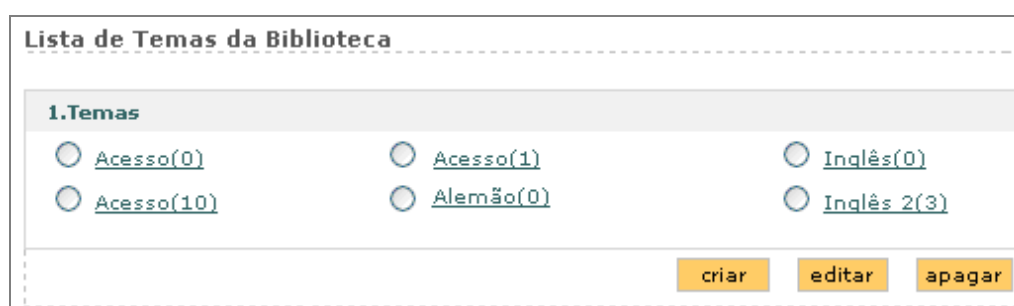 Lista de Temas da Biblioteca
1.Temas
Acesso(0) Acesso(1) Inglês(0)
Acesso(10) Alemão(0) Inglês 2(3)
criar editar apagar